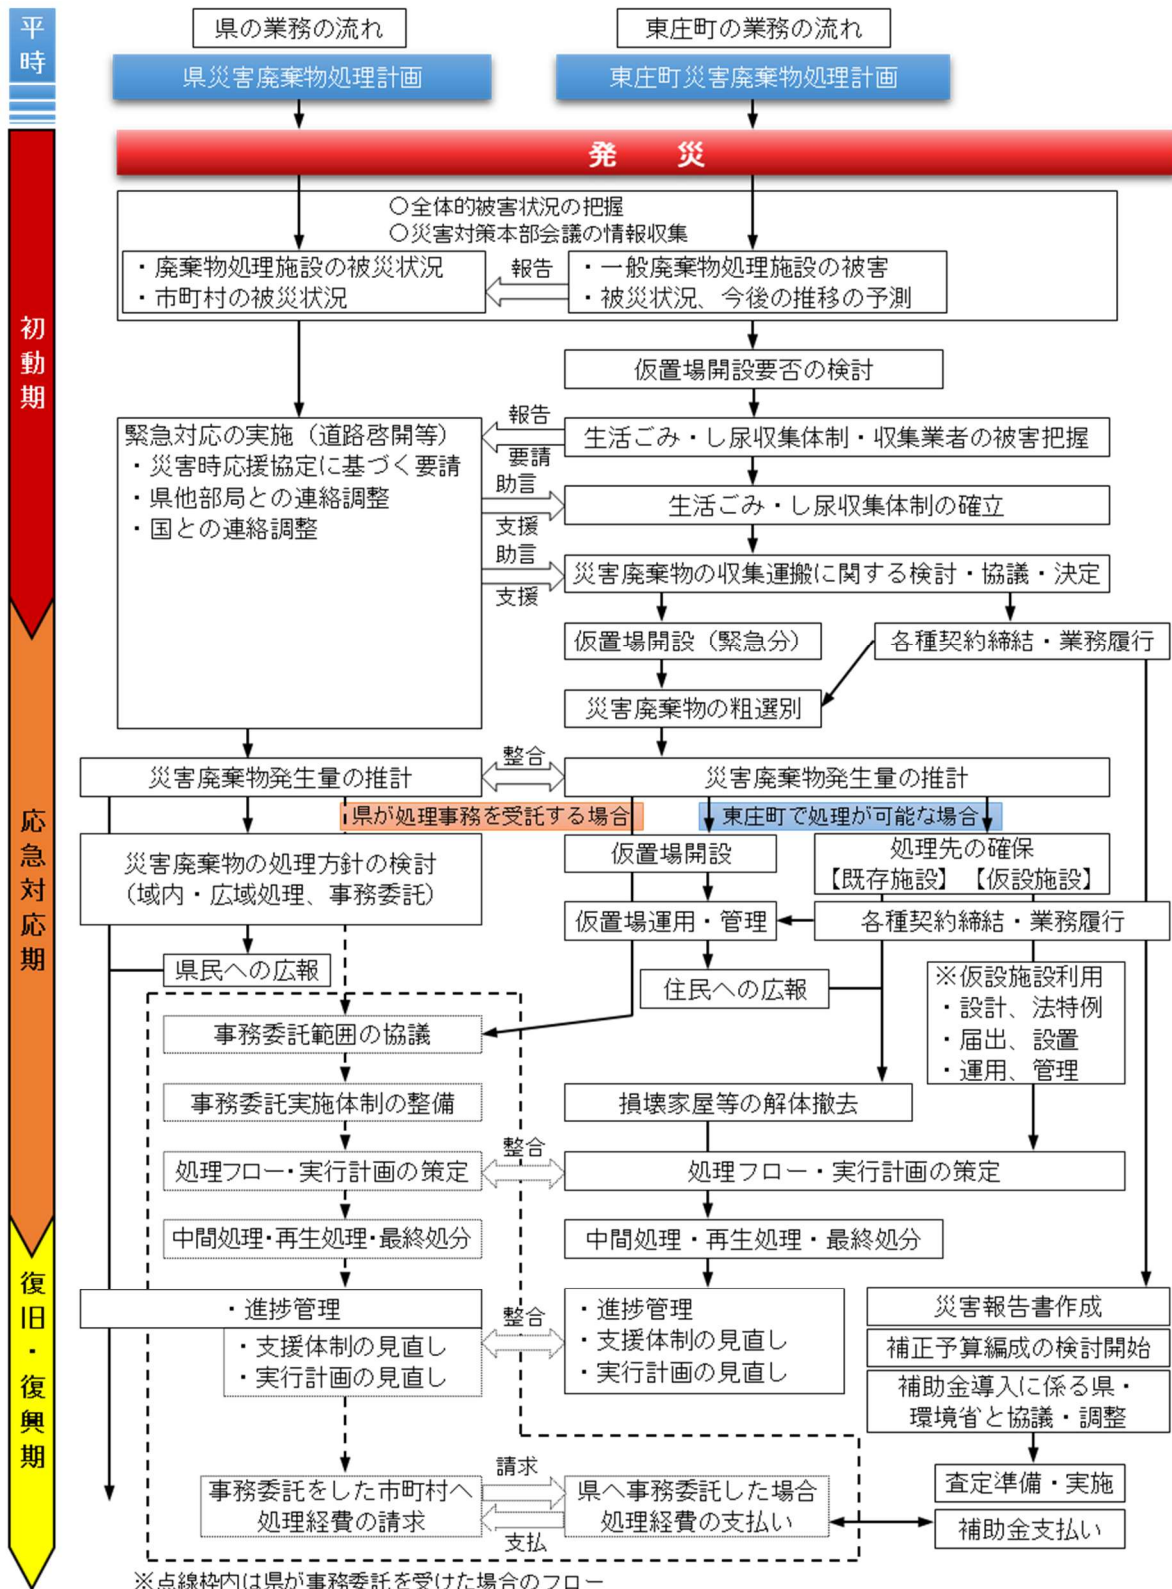 平時
県の業務の流れ
東庄町の業務の流れ
県災害廃棄物処理計画
東庄町災害廃棄物処理計画
発　災
初動期
○全体的被害状況の把握
○災害対策本部会議の情報収集
・廃棄物処理施設の被災状況
・市町村の被災状況
報告
・一般廃棄物処理施設の被害
・被災状況、今後の推移の予測
仮置場開設要否の検討
緊急対応の実施（道路啓開等）
・災害時応援協定に基づく要請
・県他部局との連絡調整
・国との連絡調整
報告
要請
生活ごみ・し尿収集体制・収集業者の被害把握
助言
支援
生活ごみ・し尿収集体制の確立
助言
支援
災害廃棄物の収集運搬に関する検討・協議・決定
仮置場開設（緊急分）
各種契約締結・業務履行
災害廃棄物の粗選別
応急対応期
災害廃棄物発生量の推計
整合
災害廃棄物発生量の推計
県が処理事務を受託する場合
東庄町で処理が可能な場合
災害廃棄物の処理方針の検討
（域内・広域処理、事務委託）
仮置場開設
処理先の確保
【既存施設】　【仮設施設】
仮置場運用・管理
各種契約締結・業務履行
県民への広報
住民への広報
※仮設施設利用
・設計、法特例
・届出、設置
・運用、管理
事務委託範囲の協議
事務委託実施体制の整備
損壊家屋等の解体撤去
処理フロー・実行計画の策定
整合
処理フロー・実行計画の策定
復旧・復興期
中間処理・再生処理・最終処分
中間処理・再生処理・最終処分
・進捗管理
・支援体制の見直し
・実行計画の見直し
整合
・進捗管理
・支援体制の見直し
・実行計画の見直し
災害報告書作成
補正予算編成の検討開始
補助金導入に係る県・
環境省と協議・調整
査定準備・実施
補助金支払い
事務委託をした市町村へ
処理経費の請求
請求
支払
県へ事務委託した場合
処理経費の支払い
※点線枠内は県が事務委託を受けた場合のフロー